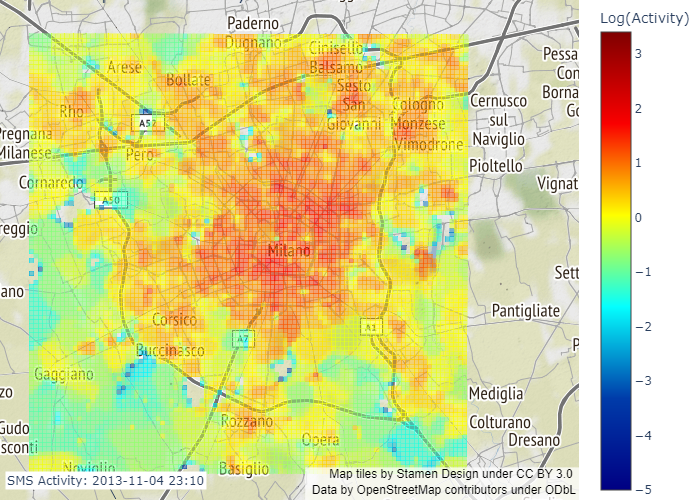 Paderno
Dugnano
Cinisello
Balsamo
Arese
Bollate
Sesto
San
Giovanni
Rho
Cologno
Monzese
Vimodrone
Cernusco
sul
Naviglio
Pessa
Con
Borna
Go
A52
Pregnana
Milanese
Pero
Pioltello
Cornaredo
Vignat
A50
reggio
Milano
Sett
ano
Pantigliate
Corsico
A1
A7
P
Buccinasco
Gaggiano
zo
Mediglia
Rozzano
Colturano
Gudo
sconti
Opera
Dresano
Noviglio
Basiglio
SMS Activity: 2013-11-04 23:10
Map tiles by Stamen Design under CC BY 3.0
Data by OpenStreetMap contributors under ODbL
Log(Activity)
3
2
1
0
−1
−2
−3
−4
−5